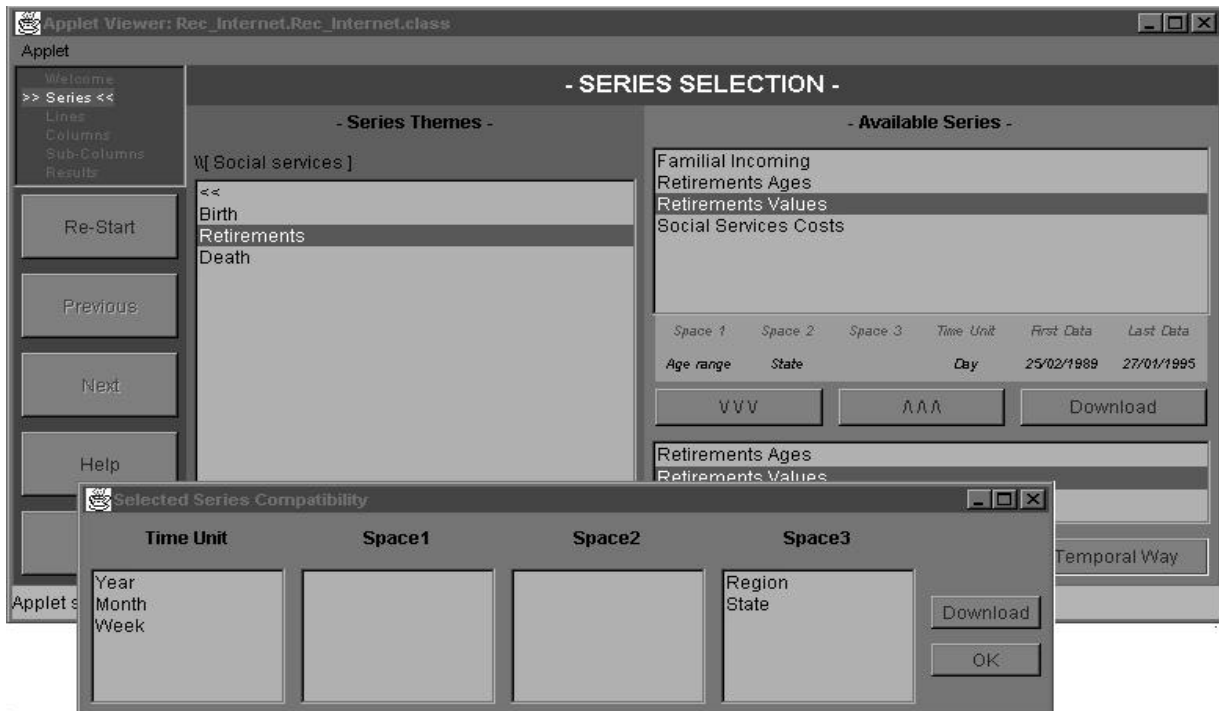 Applet Viewer: Rec_Internet.Rec_Internet.class
Applet
Welcome
>> Series <<
Lines
Columns
Sub-Columns
Results
- SERIES SELECTION -
- Series Themes -
- Available Series -
\\[ Social services ]
<<
Birth
Retirements
Death
Familial Incoming
Retirements Ages
Retirements Values
Social Services Costs
Re-Start
Previous
Next
Help
Space 1 Space 2 Space 3 Time Unit First Data Last Data
Age range State Day 25/02/1989 27/01/1995
VVV
ΛΛΛ
Download
Retirements Ages
Retirements Values
Temporal Way
Applet s
Selected Series Compatibility
Time Unit Space1 Space2 Space3
Year
Month
Week
Region
State
Download
OK